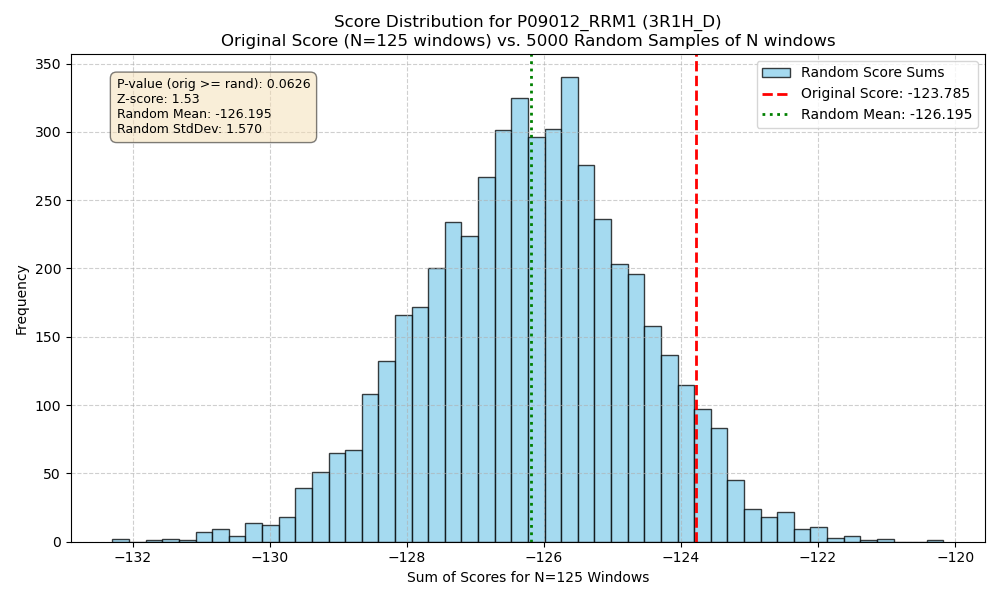 Score Distribution for P09012_RRM1 (3R1H_D)
Original Score (N=125 windows) vs. 5000 Random Samples of N windows
P-value (orig >= rand): 0.0626
Z-score: 1.53
Random Mean: -126.195
Random StdDev: 1.570
Random Score Sums
Original Score: -123.785
Random Mean: -126.195
Frequency
350
300
250
200
150
100
50
0
−132
−130
−128
−126
−124
−122
−120
Sum of Scores for N=125 Windows